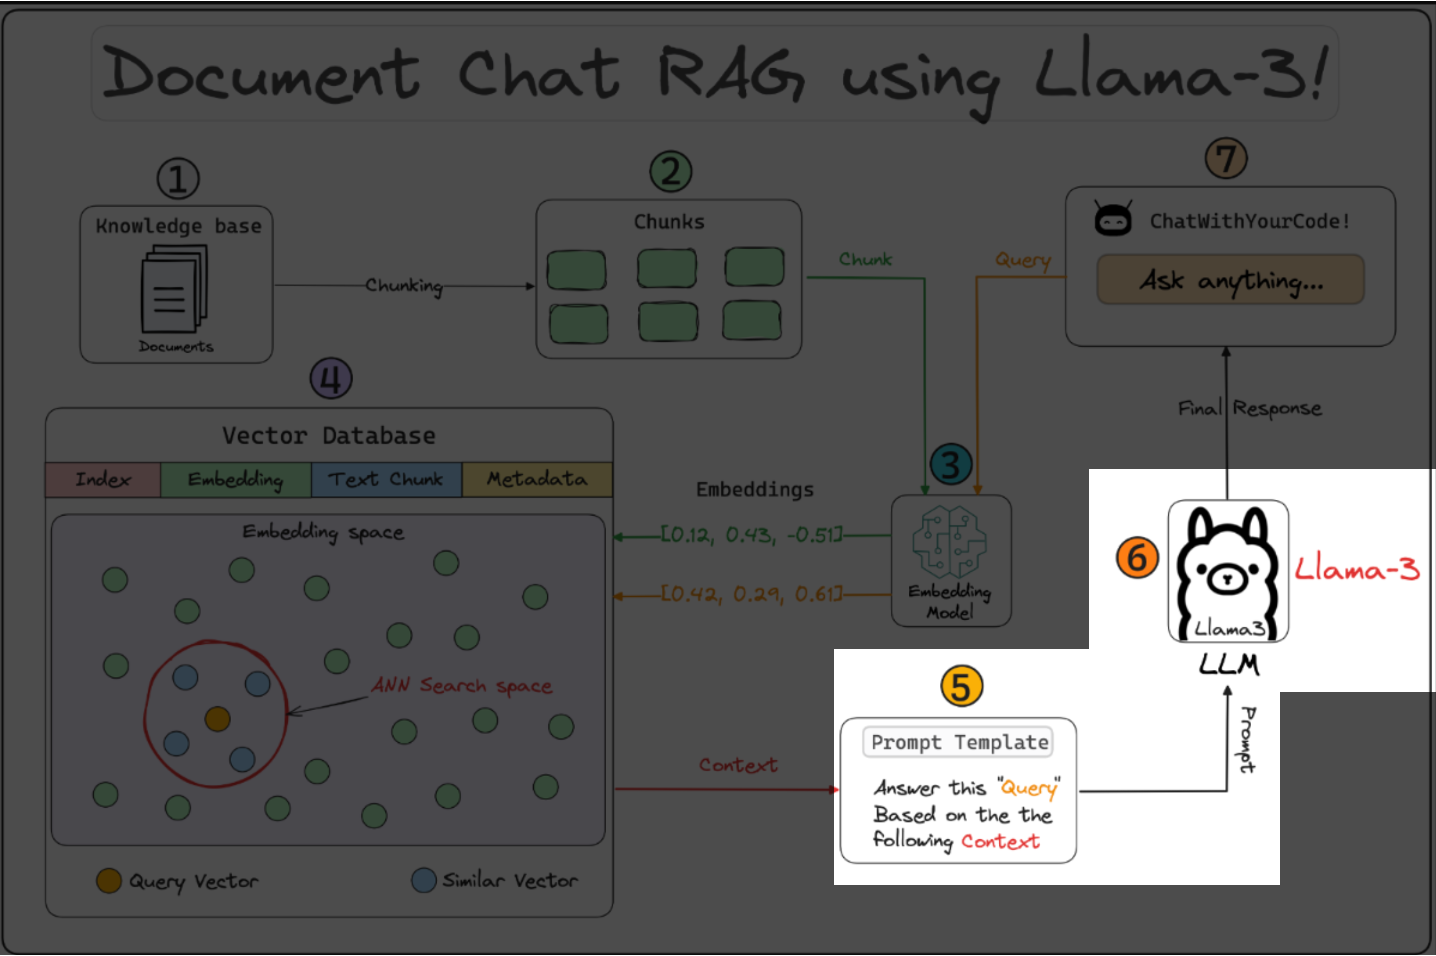 Document Chat RAG using Llama-3!
1
Knowledge base
Documents
Chunking
2
Chunks
Chunk
Query
7
ChatWithYourCode!
Ask anything...
Final Response
4
Vector Database
Index
Embedding
Text Chunk
Metadata
Embedding space
ANN Search space
Query Vector
Similar Vector
Embeddings
[0.12, 0.43, -0.51]
[0.42, 0.29, 0.61]
3
Embedding
Model
Context
5
Prompt Template
Answer this "Query"
Based on the the
following Context
Prompt
6
Llama3
Llama-3
LLM